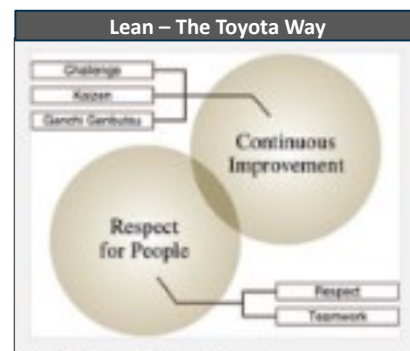 Lean – The Toyota Way
Challenge
Kaizen
Genchi Genbutsu
Continuous
Improvement
Respect
for People
Respect
Teamwork